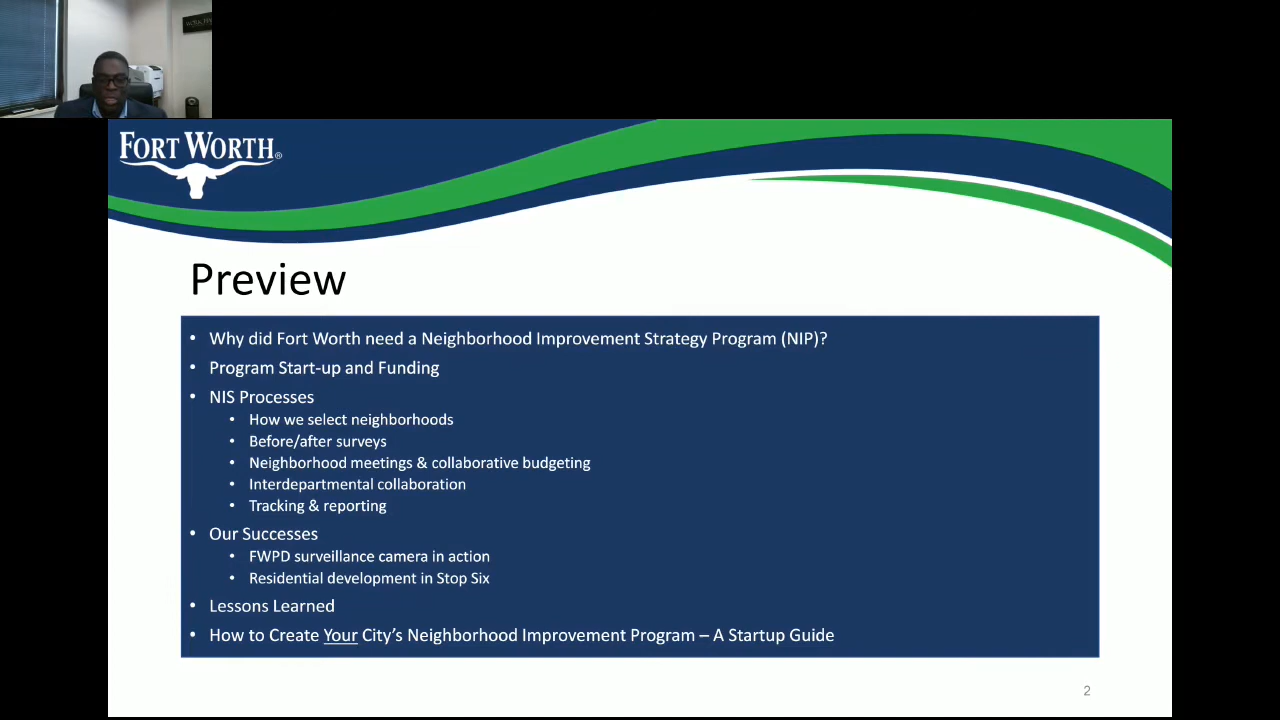 FORT WORTH®
Preview
• Why did Fort Worth need a Neighborhood Improvement Strategy Program (NIP)?
• Program Start-up and Funding
• NIS Processes
• How we select neighborhoods
• Before/after surveys
• Neighborhood meetings & collaborative budgeting
• Interdepartmental collaboration
• Tracking & reporting
• Our Successes
• FWPD surveillance camera in action
• Residential development in Stop Six
• Lessons Learned
• How to Create Your City’s Neighborhood Improvement Program – A Startup Guide
2